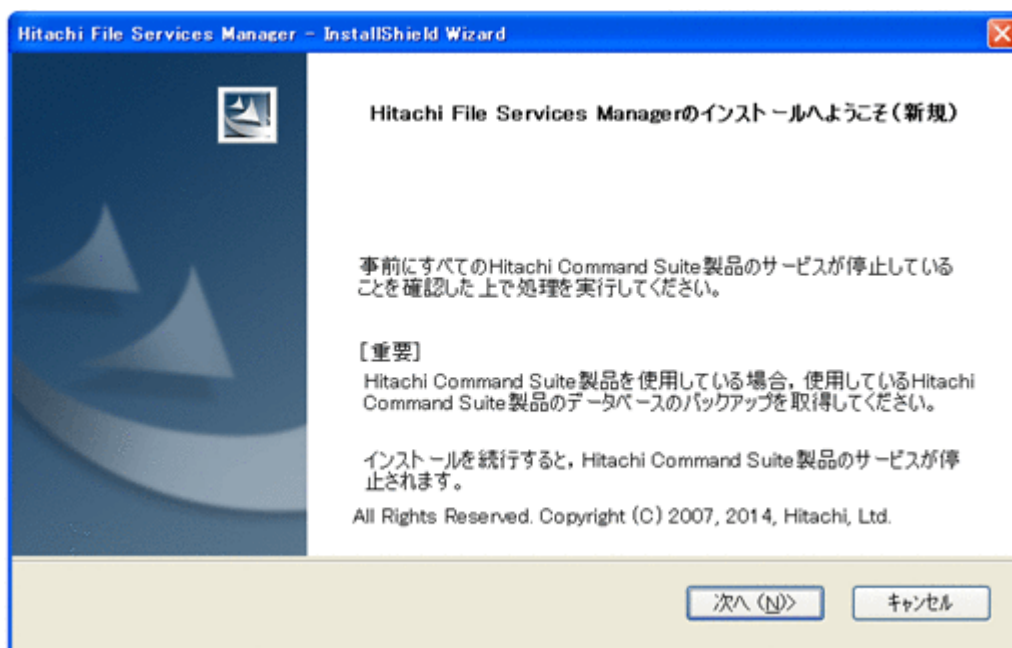 Hitachi File Services Manager - InstallShield Wizard
Hitachi File Services Managerのインストールへようこそ(新規)
事前にすべてのHitachi Command Suite製品のサービスが停止している
ことを確認した上で処理を実行してください。
[重要]
Hitachi Command Suite製品を使用している場合，使用しているHitachi
Command Suite製品のデータベースのバックアップを取得してください。
インストールを続行すると，Hitachi Command Suite製品のサービスが停
止されます。
All Rights Reserved. Copyright (C) 2007, 2014, Hitachi, Ltd.
次へ (N)>
キャンセル